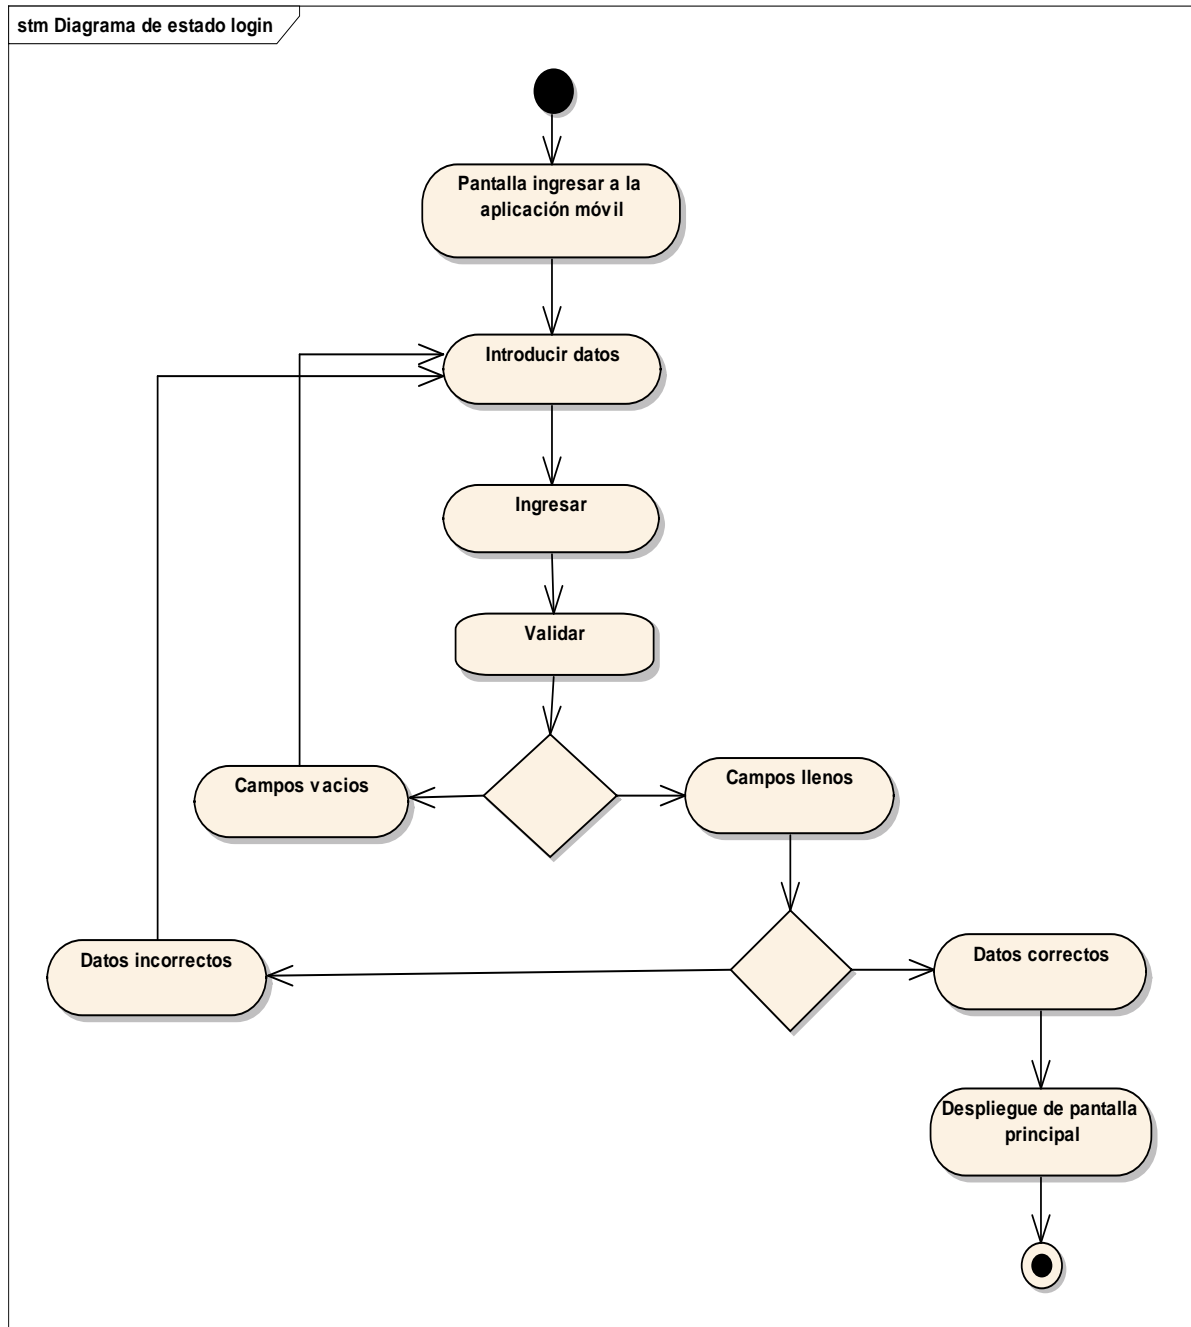 stm Diagrama de estado login
Pantalla ingresar a la
aplicación móvil
Introducir datos
Ingresar
Validar
Campos vacios
Campos llenos
Datos incorrectos
Datos correctos
Despliegue de pantalla
principal